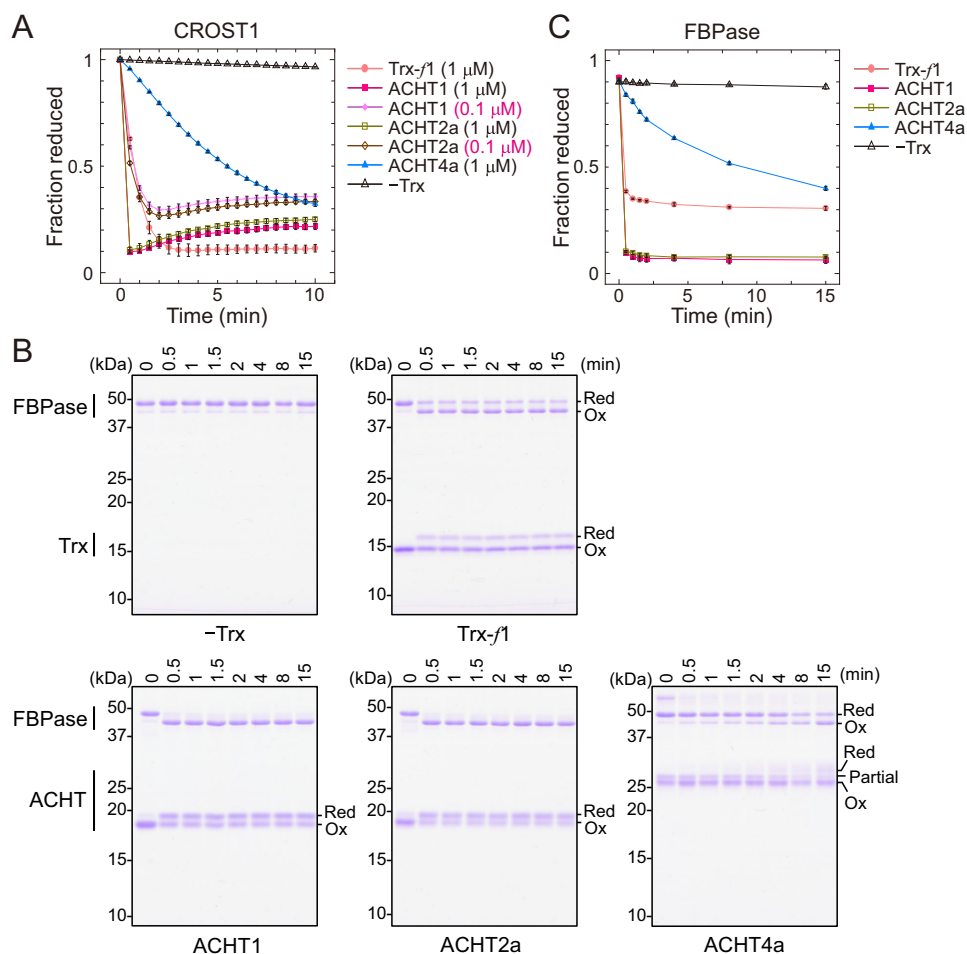 A
CROST1
Fraction reduced
1
0.5
0
0
5
10
Time (min)
Trx-f1 (1 μM)
ACHT1 (1 μM)
ACHT1 (0.1 μM)
ACHT2a (1 μM)
ACHT2a (0.1 μM)
ACHT4a (1 μM)
−Trx
C
FBPase
Fraction reduced
1
0.5
0
0
5
10
15
Time (min)
Trx-f1
ACHT1
ACHT2a
ACHT4a
−Trx
B
(kDa) 0 0.5 1 1.5 2 4 8 15
FBPase
50
37
25
20
Trx
15
10
−Trx
0 0.5 1 1.5 2 4 8 15 (min)
50
Red
Ox
37
25
20
Red
15
Ox
10
Trx-f1
(kDa) 0 0.5 1 1.5 2 4 8 15
FBPase
50
37
25
ACHT
20
Red
Ox
15
10
ACHT1
0 0.5 1 1.5 2 4 8 15
50
37
25
20
Red
Ox
15
10
ACHT2a
(kDa) 0 0.5 1 1.5 2 4 8 15 (min)
50
Red
Ox
37
Red
25
Partial
Ox
20
15
10
ACHT4a